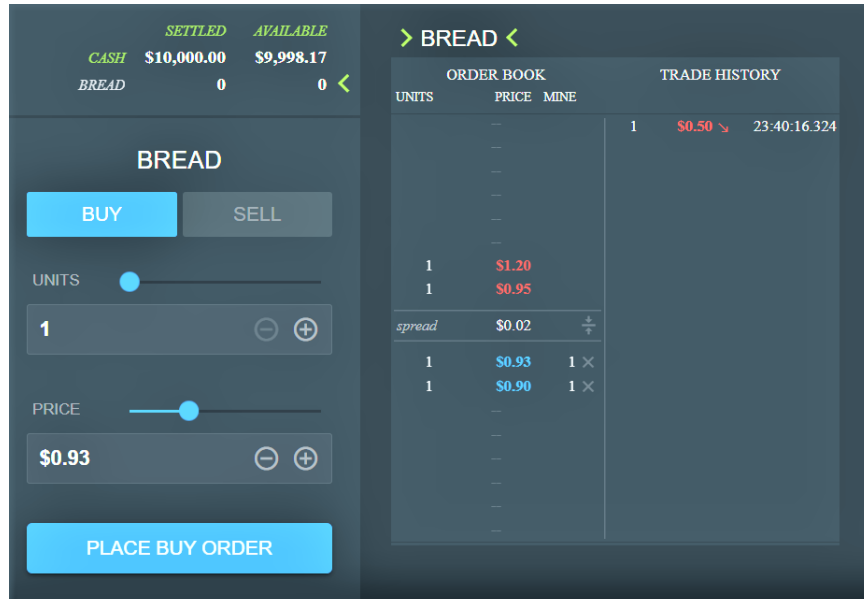 SETTLED AVAILABLE
CASH $10,000.00 $9,998.17
BREAD 0 0
BREAD
BUY SELL
UNITS
1
PRICE
$0.93
PLACE BUY ORDER
BREAD
ORDER BOOK TRADE HISTORY
UNITS PRICE MINE
1 $0.50 23:40:16.324
1 $1.20
1 $0.95
spread $0.02
1 $0.93 1
1 $0.90 1